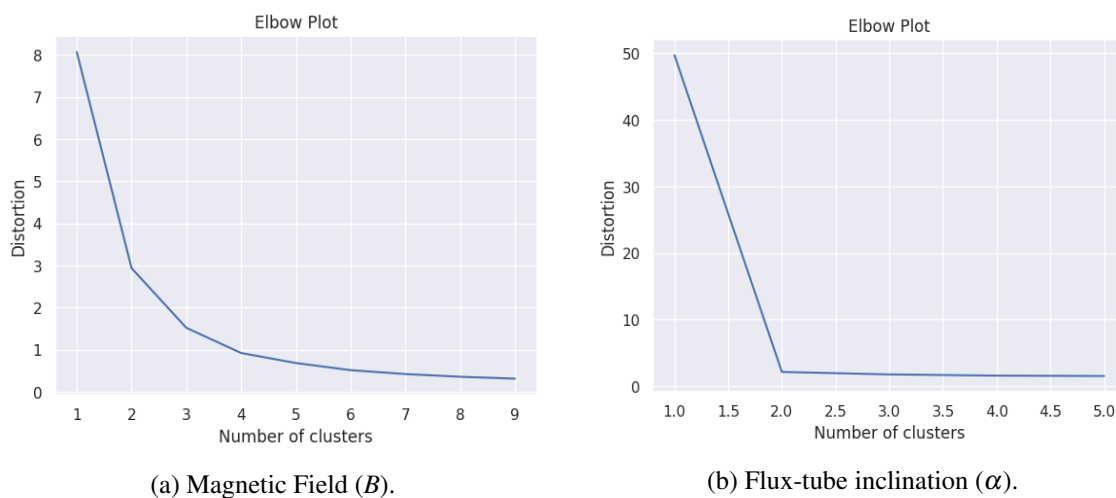 Elbow Plot
8
7
6
5
4
3
2
1
0
Distortion
1 2 3 4 5 6 7 8 9
Number of clusters
(a) Magnetic Field (B).
Elbow Plot
50
40
30
20
10
0
Distortion
1.0 1.5 2.0 2.5 3.0 3.5 4.0 4.5 5.0
Number of clusters
(b) Flux-tube inclination (α).